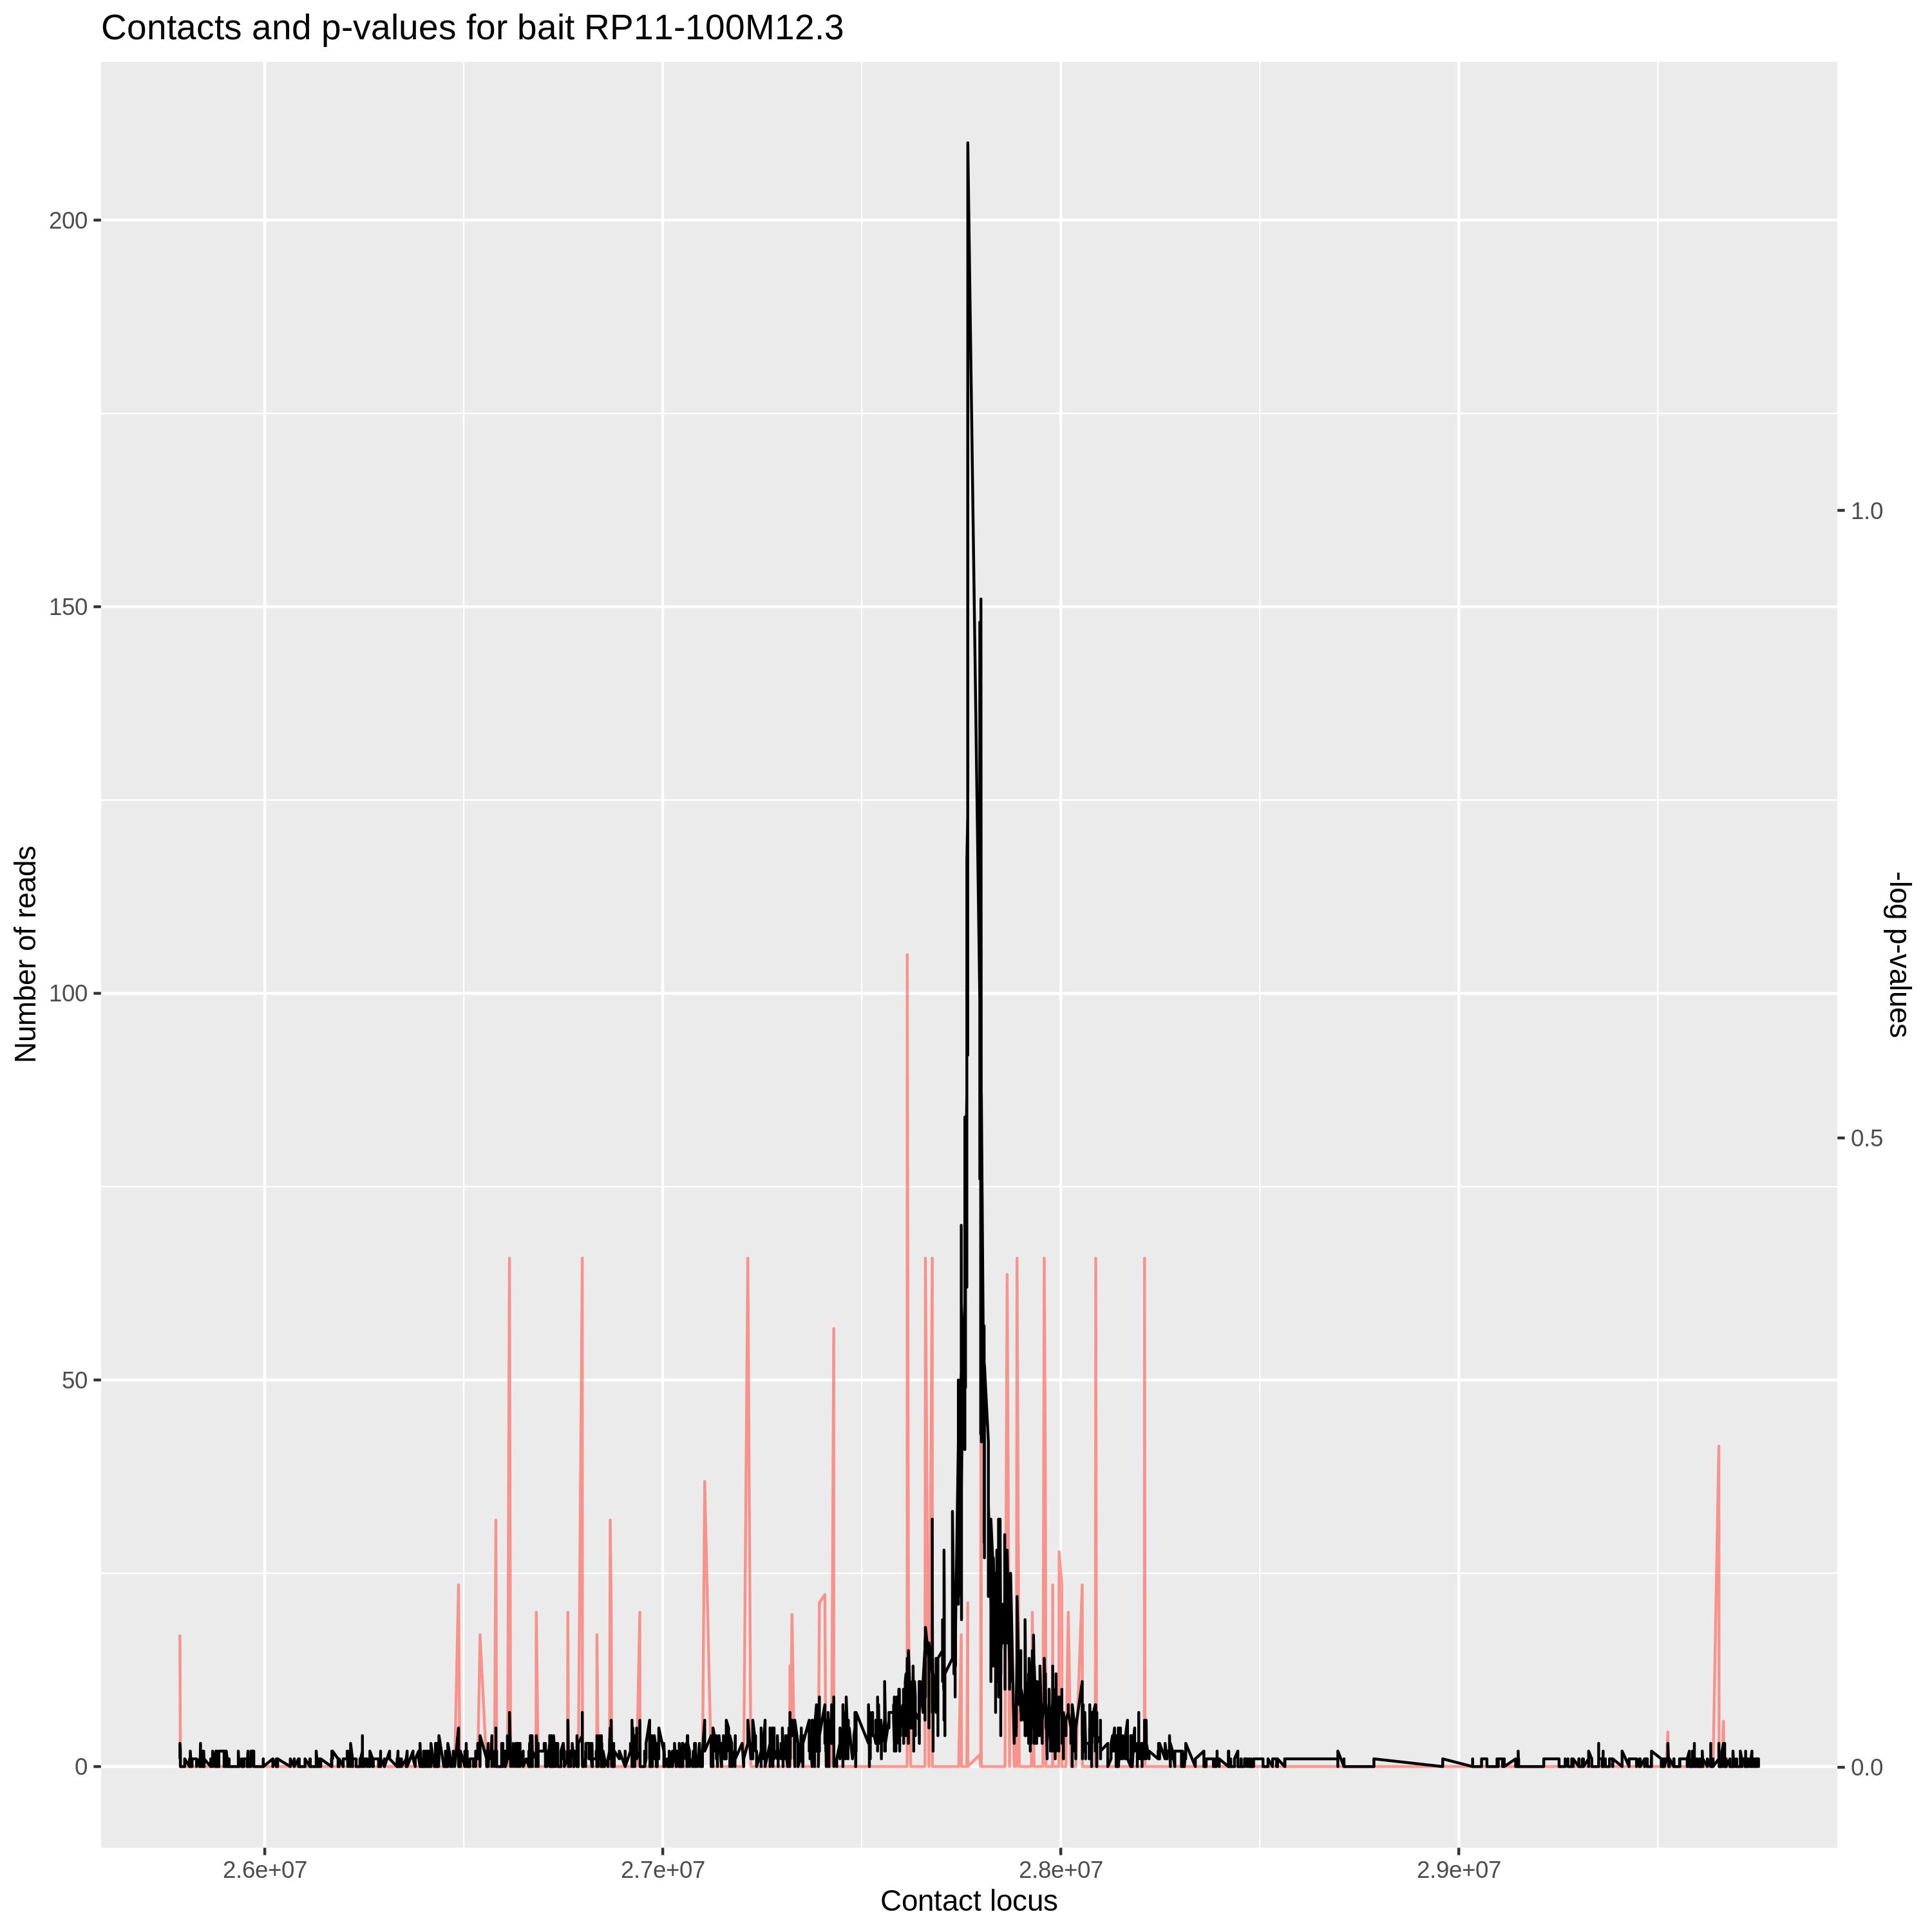 Contacts and p-values for bait RP11-100M12.3
200
150
100
50
0
Number of reads
1.0
0.5
0.0
-log p-values
2.6e+07
2.7e+07
2.8e+07
2.9e+07
Contact locus